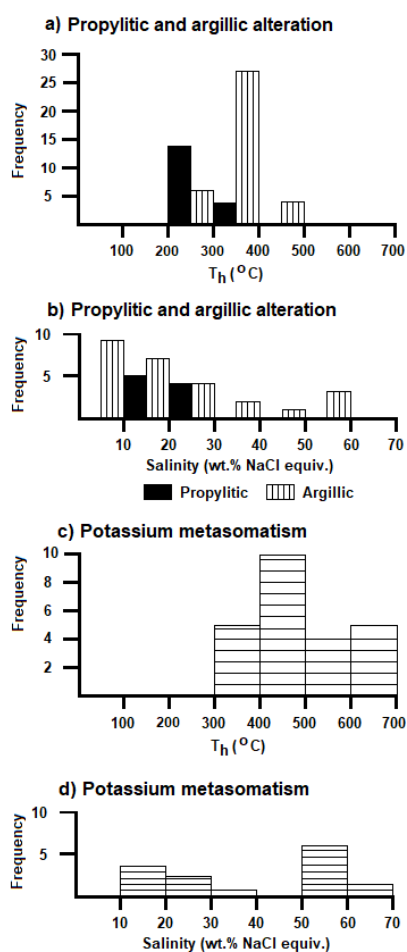 a) Propylitic and argillic alteration
30
25
20
15
10
5
Frequency
100 200 300 400 500 600 700
Th (°C)
b) Propylitic and argillic alteration
10
5
Frequency
10 20 30 40 50 60 70
Salinity (wt.% NaCl equiv.)
Propylitic Argillic
c) Potassium metasomatism
10
8
6
4
2
Frequency
100 200 300 400 500 600 700
Th (°C)
d) Potassium metasomatism
10
5
Frequency
10 20 30 40 50 60 70
Salinity (wt.% NaCl equiv.)